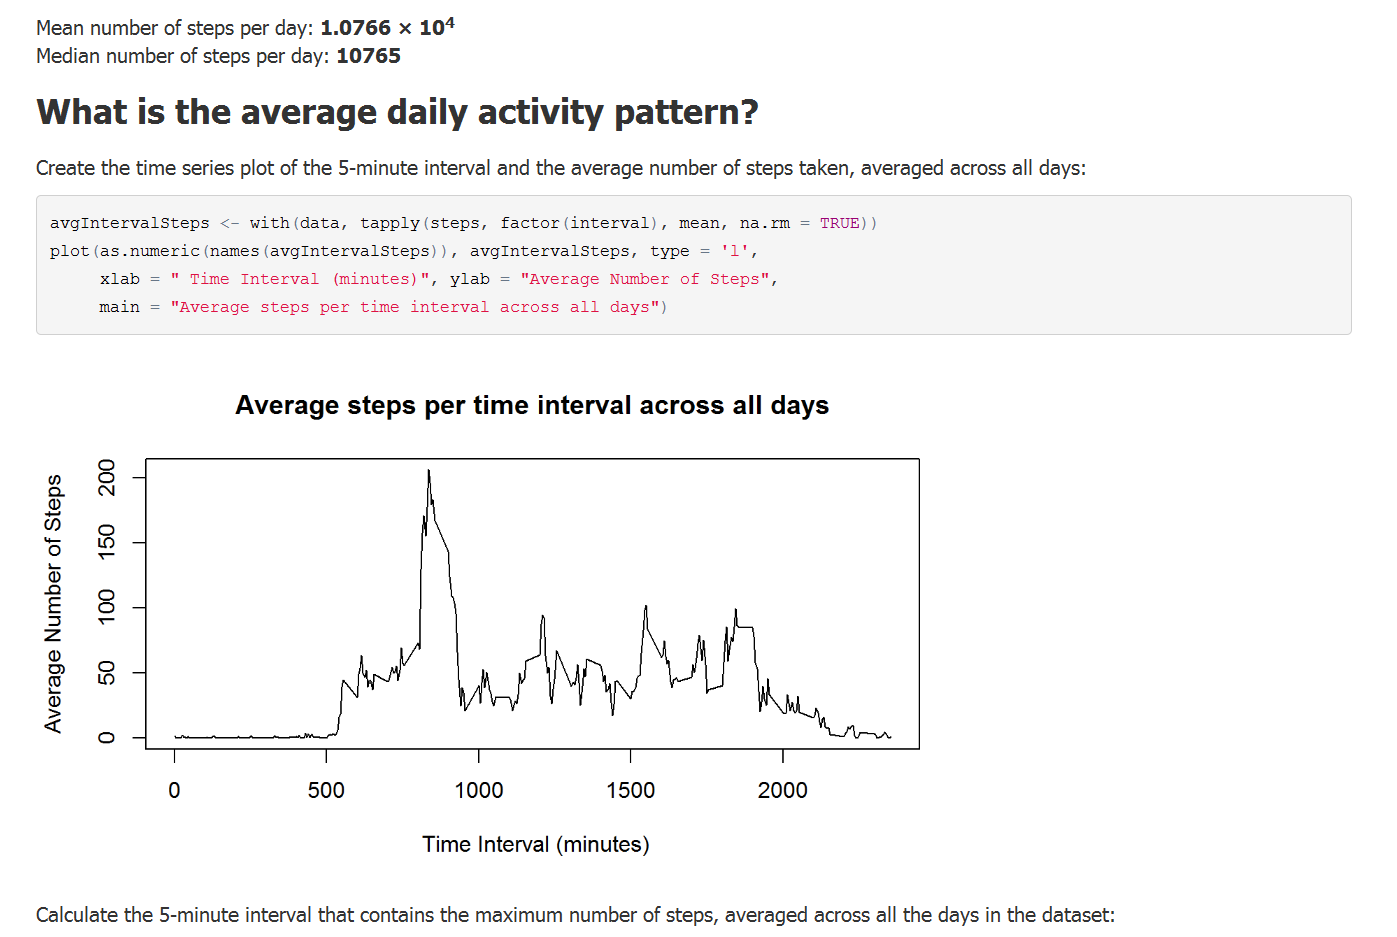 Mean number of steps per day: 1.0766 × 10⁴
Median number of steps per day: 10765
What is the average daily activity pattern?
Create the time series plot of the 5-minute interval and the average number of steps taken, averaged across all days:
avgIntervalSteps <- with(data, tapply(steps, factor(interval), mean, na.rm = TRUE))
plot(as.numeric(names(avgIntervalSteps)), avgIntervalSteps, type = 'l',
     xlab = " Time Interval (minutes)", ylab = "Average Number of Steps",
     main = "Average steps per time interval across all days")
Average steps per time interval across all days
Average Number of Steps
200
150
100
50
0
0 500 1000 1500 2000
Time Interval (minutes)
Calculate the 5-minute interval that contains the maximum number of steps, averaged across all the days in the dataset: